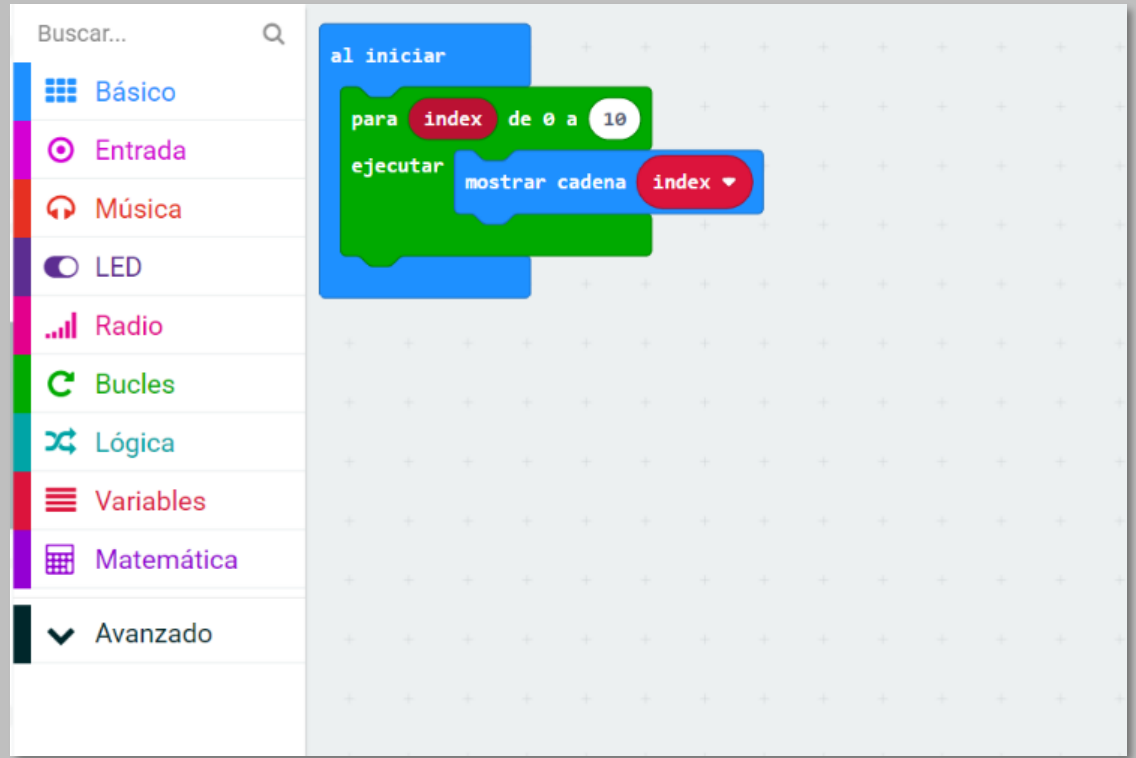 Buscar...
Básico
Entrada
Música
LED
Radio
Bucles
Lógica
Variables
Matemática
Avanzado
al iniciar
para index de 0 a 10
ejecutar
mostrar cadena index